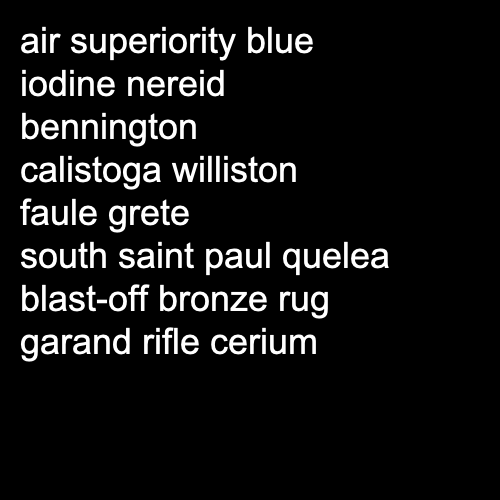 air superiority blue
iodine nereid
bennington
calistoga williston
faule grete
south saint paul quelea
blast-off bronze rug
garand rifle cerium